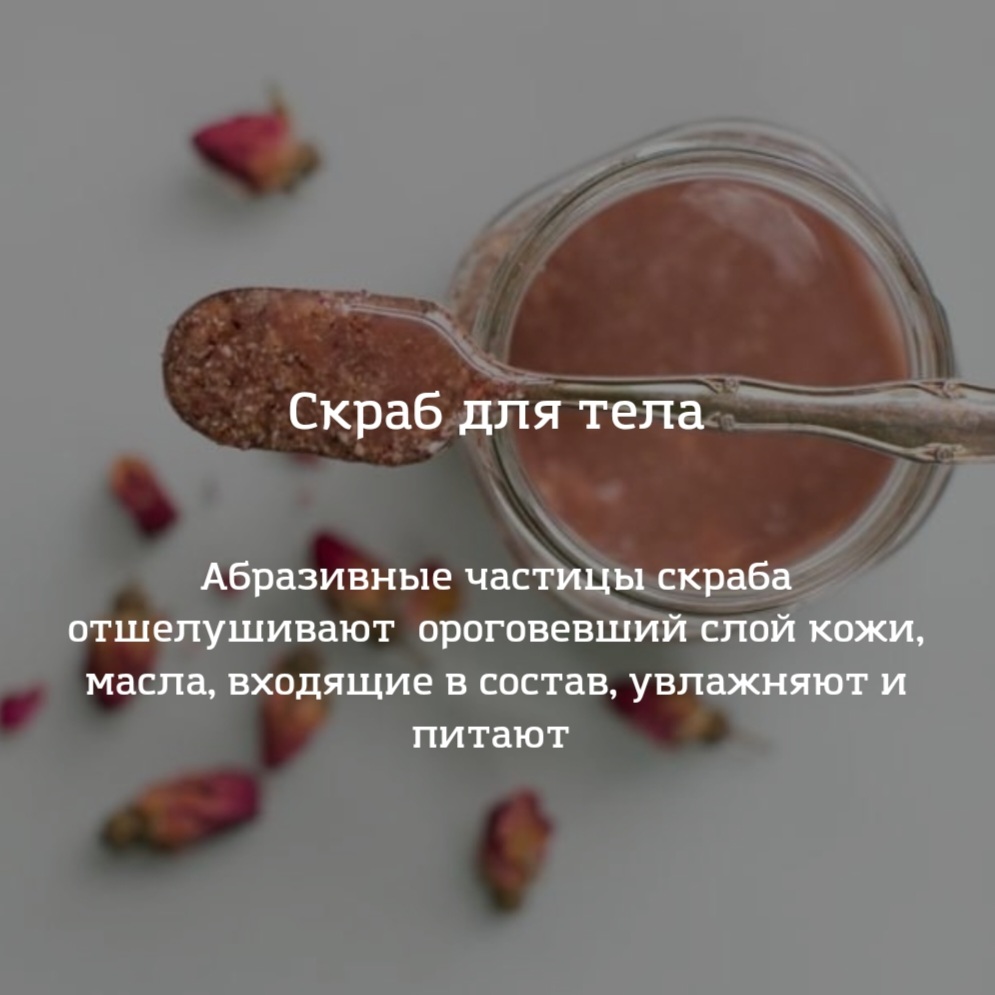 Скраб для тела
Абразивные частицы скраба
отшелушивают  ороговевший слой кожи,
масла, входящие в состав, увлажняют и
питают